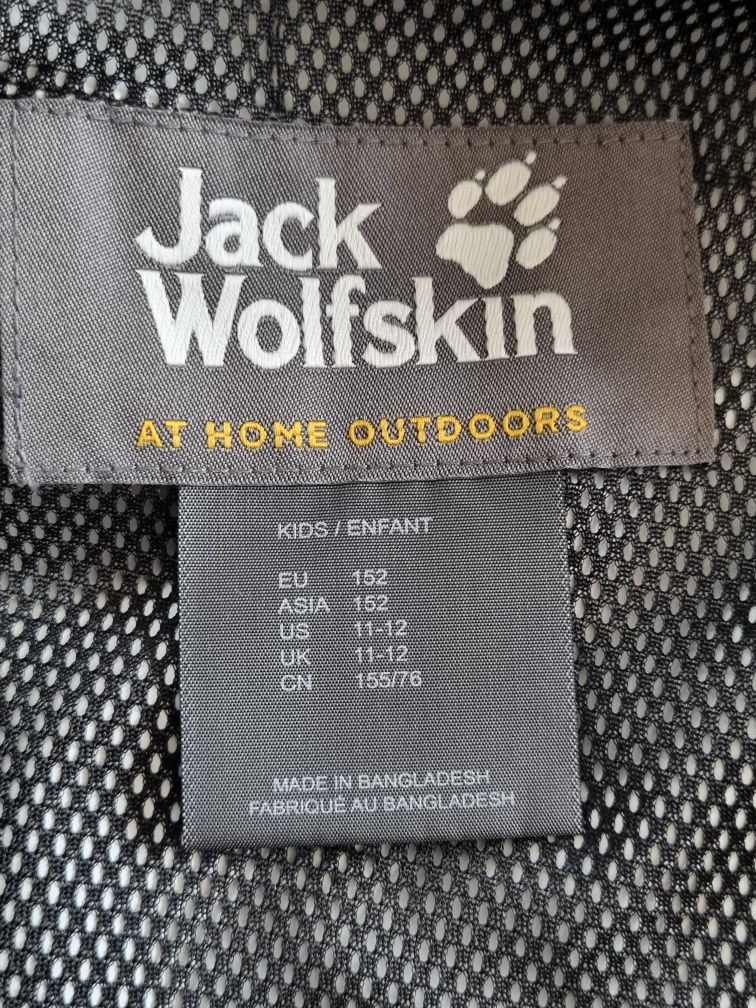 Jack
Wolfskin
AT HOME OUTDOORS
KIDS / ENFANT
EU 152
ASIA 152
US 11-12
UK 11-12
CN 155/76
MADE IN BANGLADESH
FABRIQUÉ AU BANGLADESH